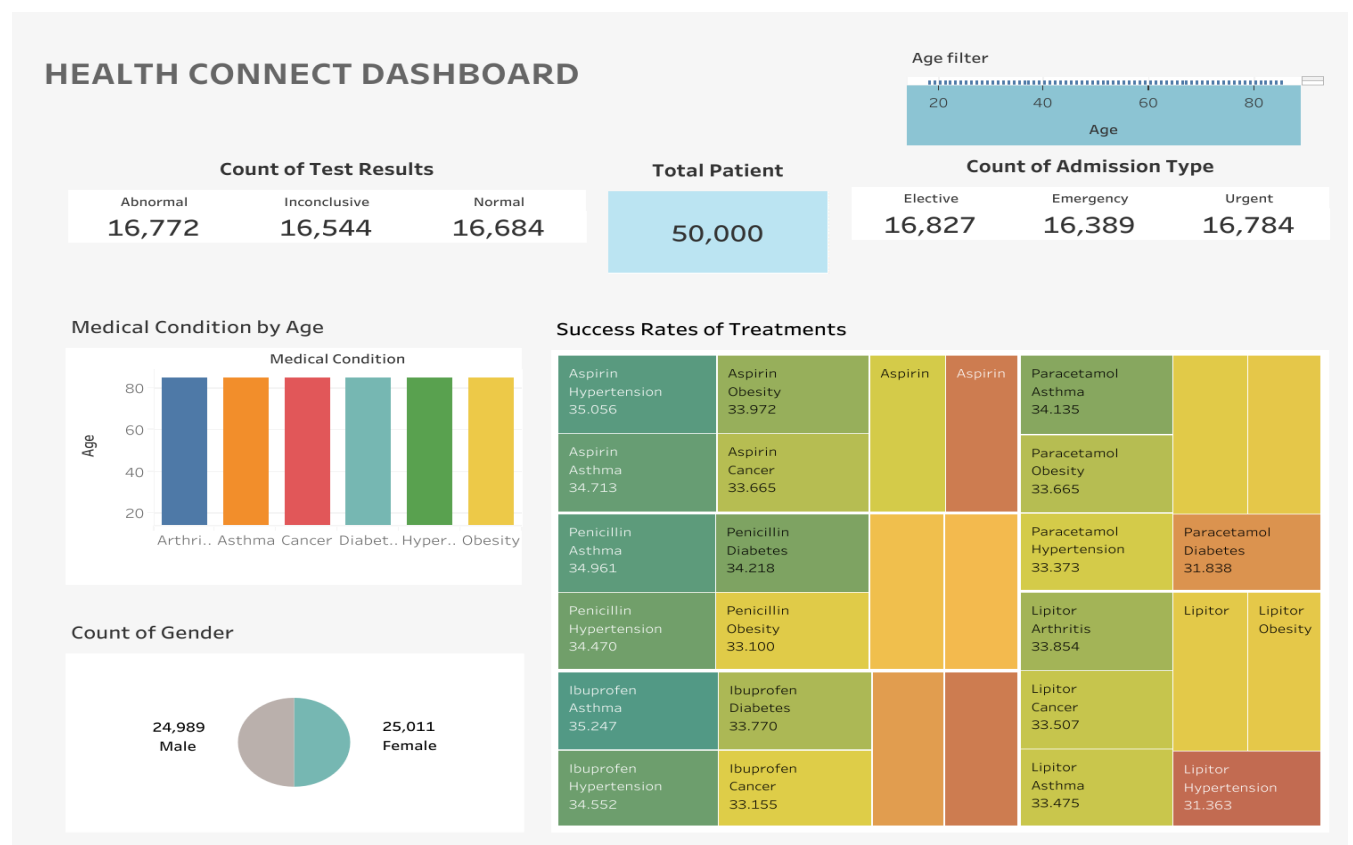 HEALTH CONNECT DASHBOARD
Age filter
20 40 60 80
Age
Count of Test Results
Abnormal Inconclusive Normal
16,772 16,544 16,684
Total Patient
50,000
Count of Admission Type
Elective Emergency Urgent
16,827 16,389 16,784
Medical Condition by Age
Medical Condition
Age
80
60
40
20
Arthri.. Asthma Cancer Diabet.. Hyper.. Obesity
Count of Gender
24,989
Male
25,011
Female
Success Rates of Treatments
Aspirin
Hypertension
35.056
Aspirin
Obesity
33.972
Aspirin
Aspirin
Aspirin
Asthma
34.713
Aspirin
Cancer
33.665
Penicillin
Asthma
34.961
Penicillin
Diabetes
34.218
Penicillin
Hypertension
34.470
Penicillin
Obesity
33.100
Ibuprofen
Asthma
35.247
Ibuprofen
Diabetes
33.770
Ibuprofen
Hypertension
34.552
Ibuprofen
Cancer
33.155
Paracetamol
Asthma
34.135
Paracetamol
Obesity
33.665
Paracetamol
Hypertension
33.373
Paracetamol
Diabetes
31.838
Lipitor
Arthritis
33.854
Lipitor
Lipitor
Obesity
Lipitor
Cancer
33.507
Lipitor
Asthma
33.475
Lipitor
Hypertension
31.363